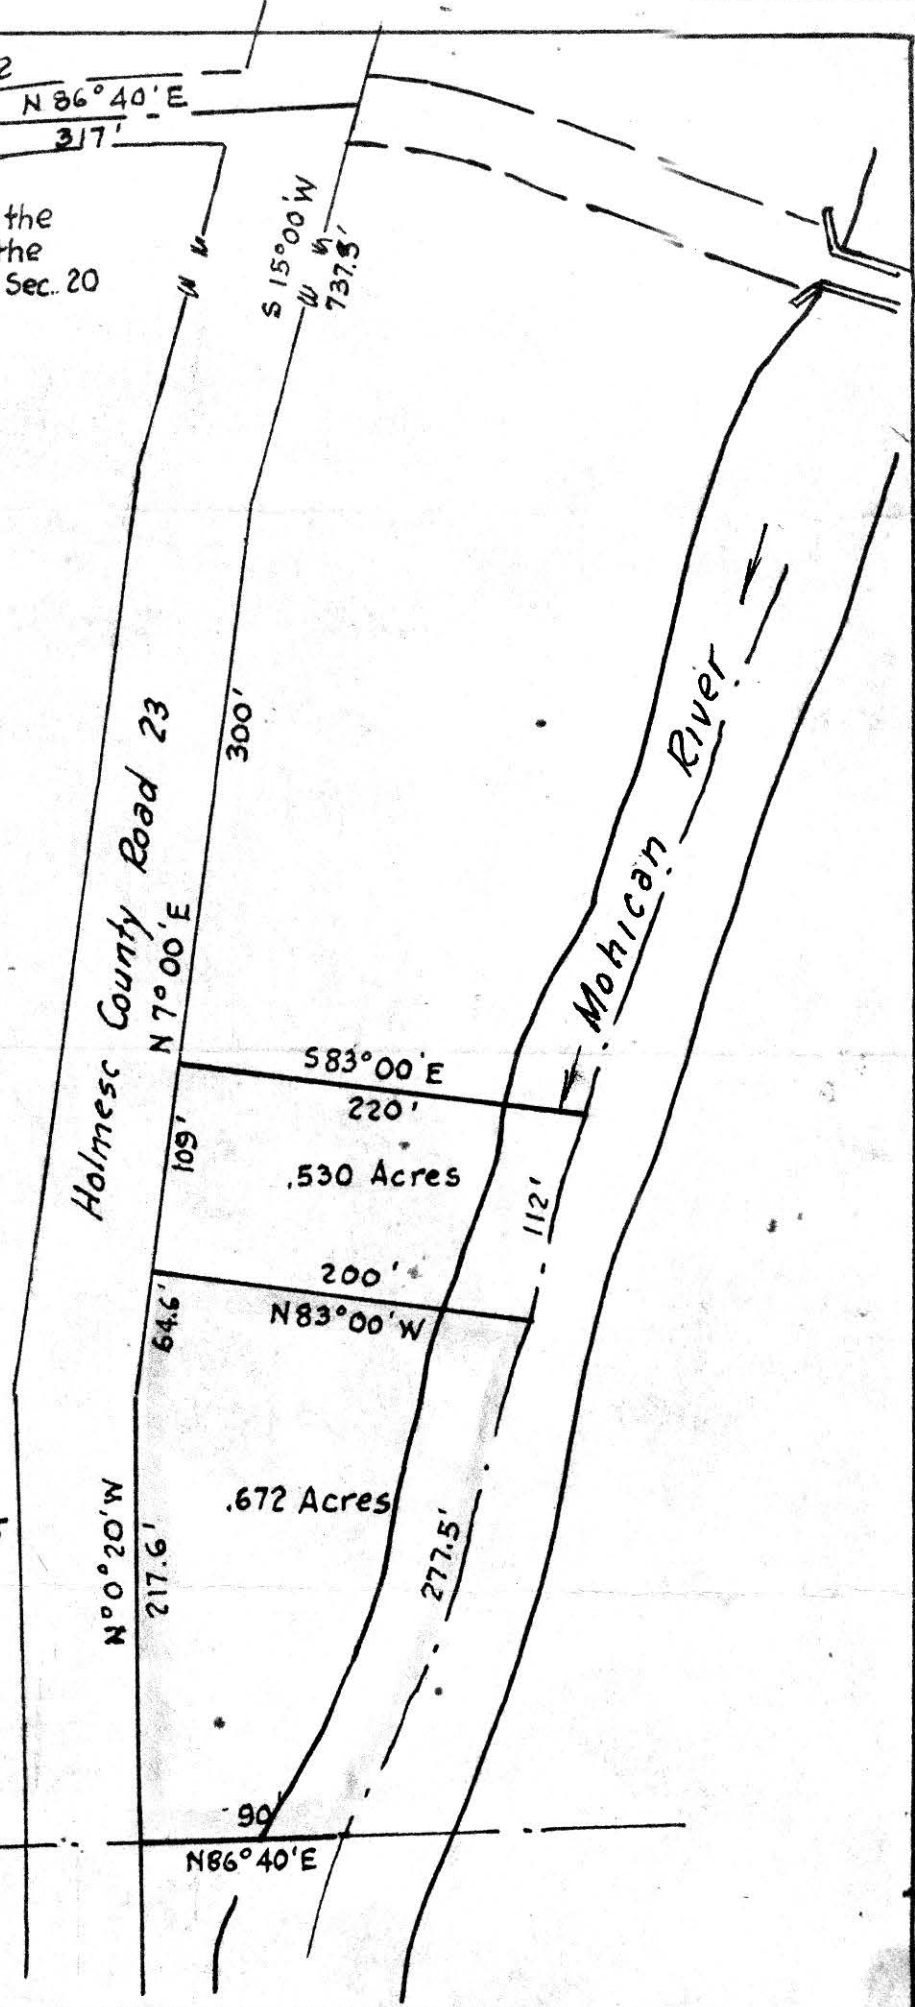 2
N 86°40'E
317'
the
the
Sec. 20
S 15°00'W
737.5'
300'
Holmesc County Road 23
N 7°00'E
Mohican River
S83°00'E
220'
109'
.530 Acres
112'
200'
N83°00'W
64.6'
.672 Acres
N°0°20'W
217.6'
277.5'
90'
N86°40'E